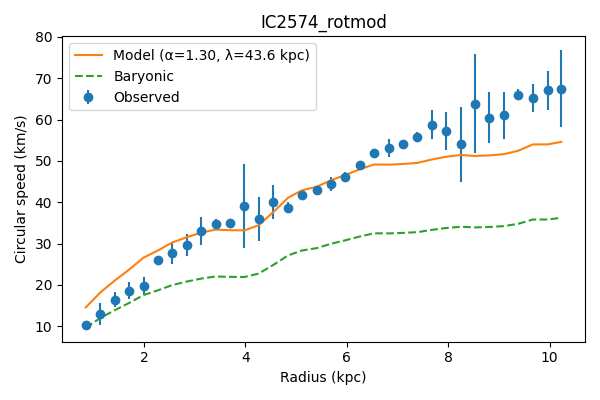 IC2574_rotmod
Circular speed (km/s)
80
70
60
50
40
30
20
10
Model (α=1.30, λ=43.6 kpc)
Baryonic
Observed
2
4
6
8
10
Radius (kpc)